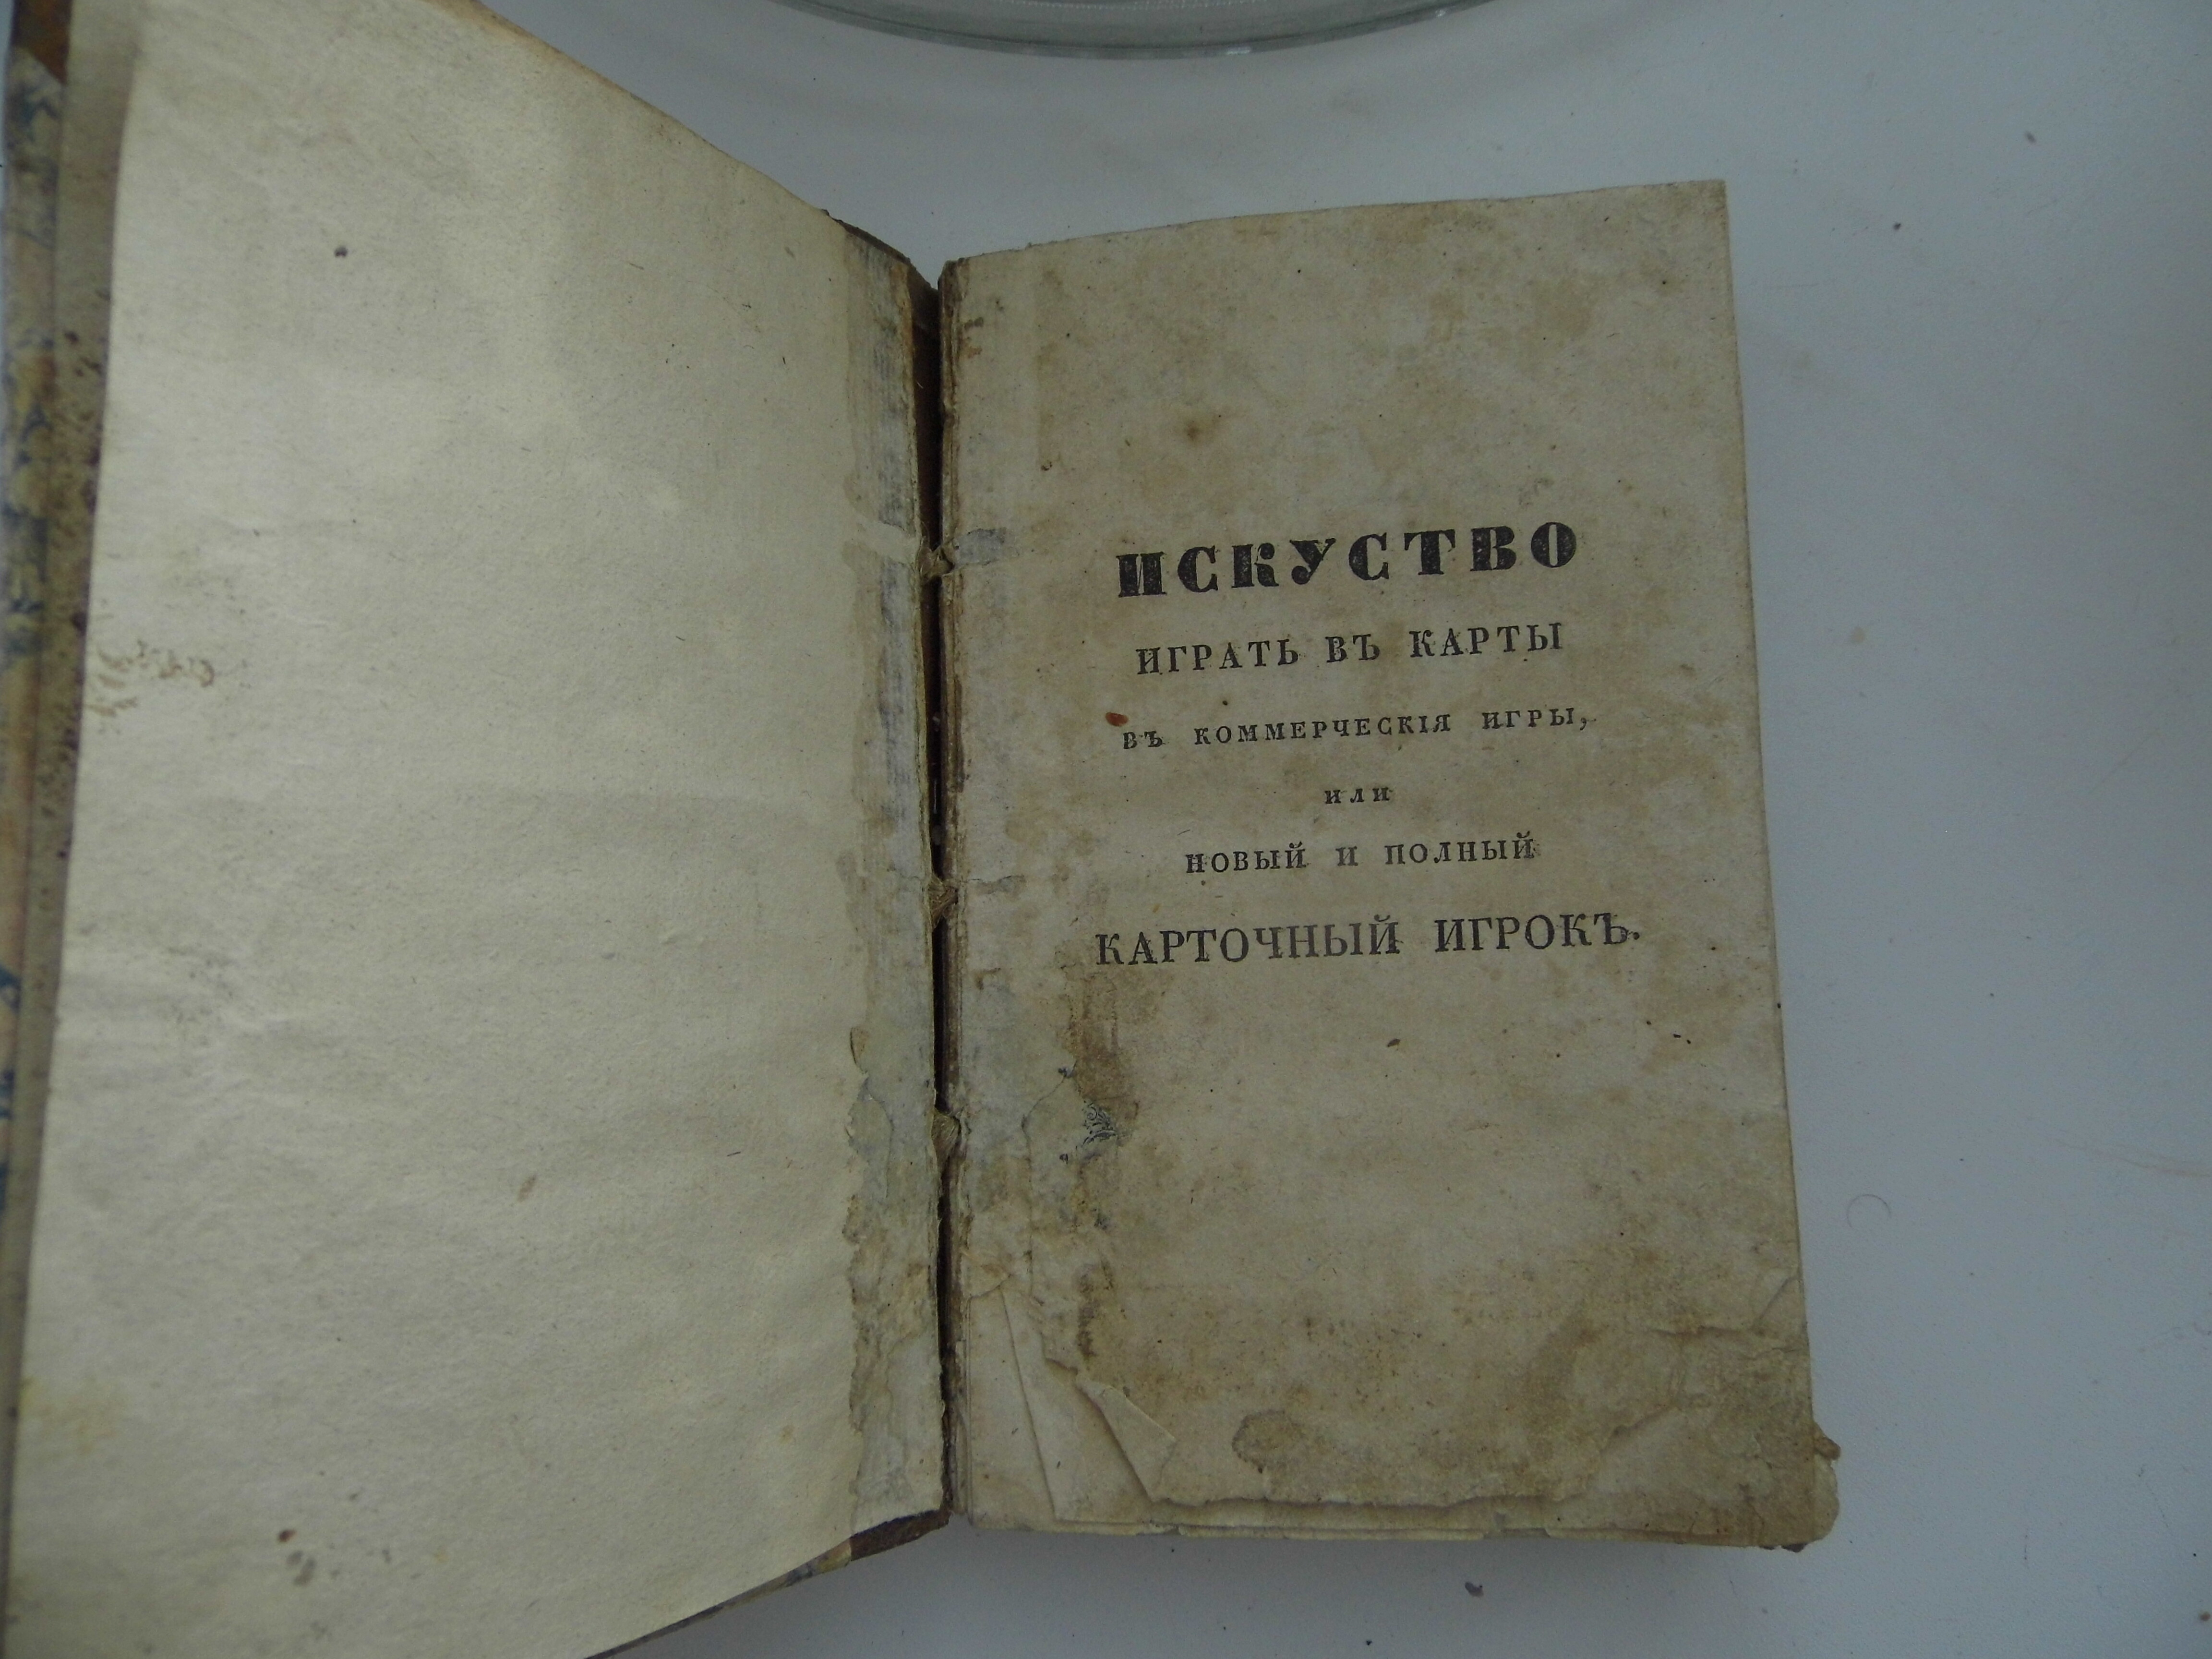 ИСКУСТВО
ИГРАТЬ ВЪ КАРТЫ
ВЪ КОММЕРЧЕСКІЯ ИГРЫ,
ИЛИ
НОВЫЙ И ПОЛНЫЙ
КАРТОЧНЫЙ ИГРОКЪ.